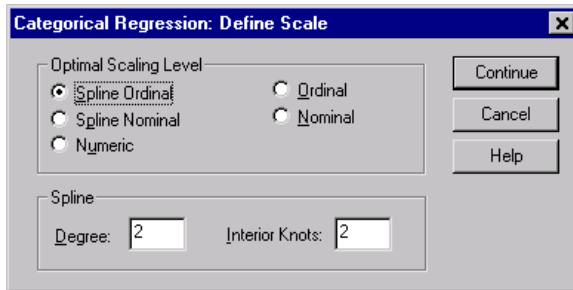 Categorical Regression: Define Scale
Optimal Scaling Level
Spline Ordinal
Ordinal
Spline Nominal
Nominal
Numeric
Continue
Cancel
Help
Spline
Degree: 2
Interior Knots: 2